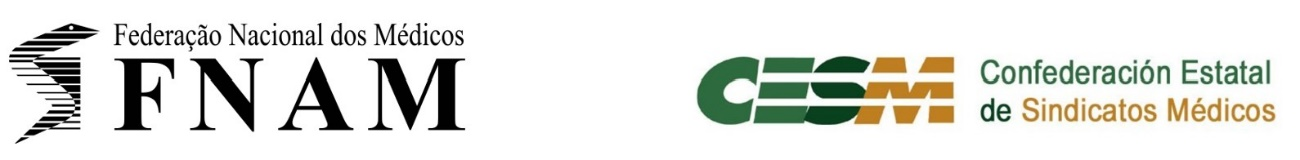 Federação Nacional dos Médicos
FNAM
CESM
Confederación Estatal
de Sindicatos Médicos